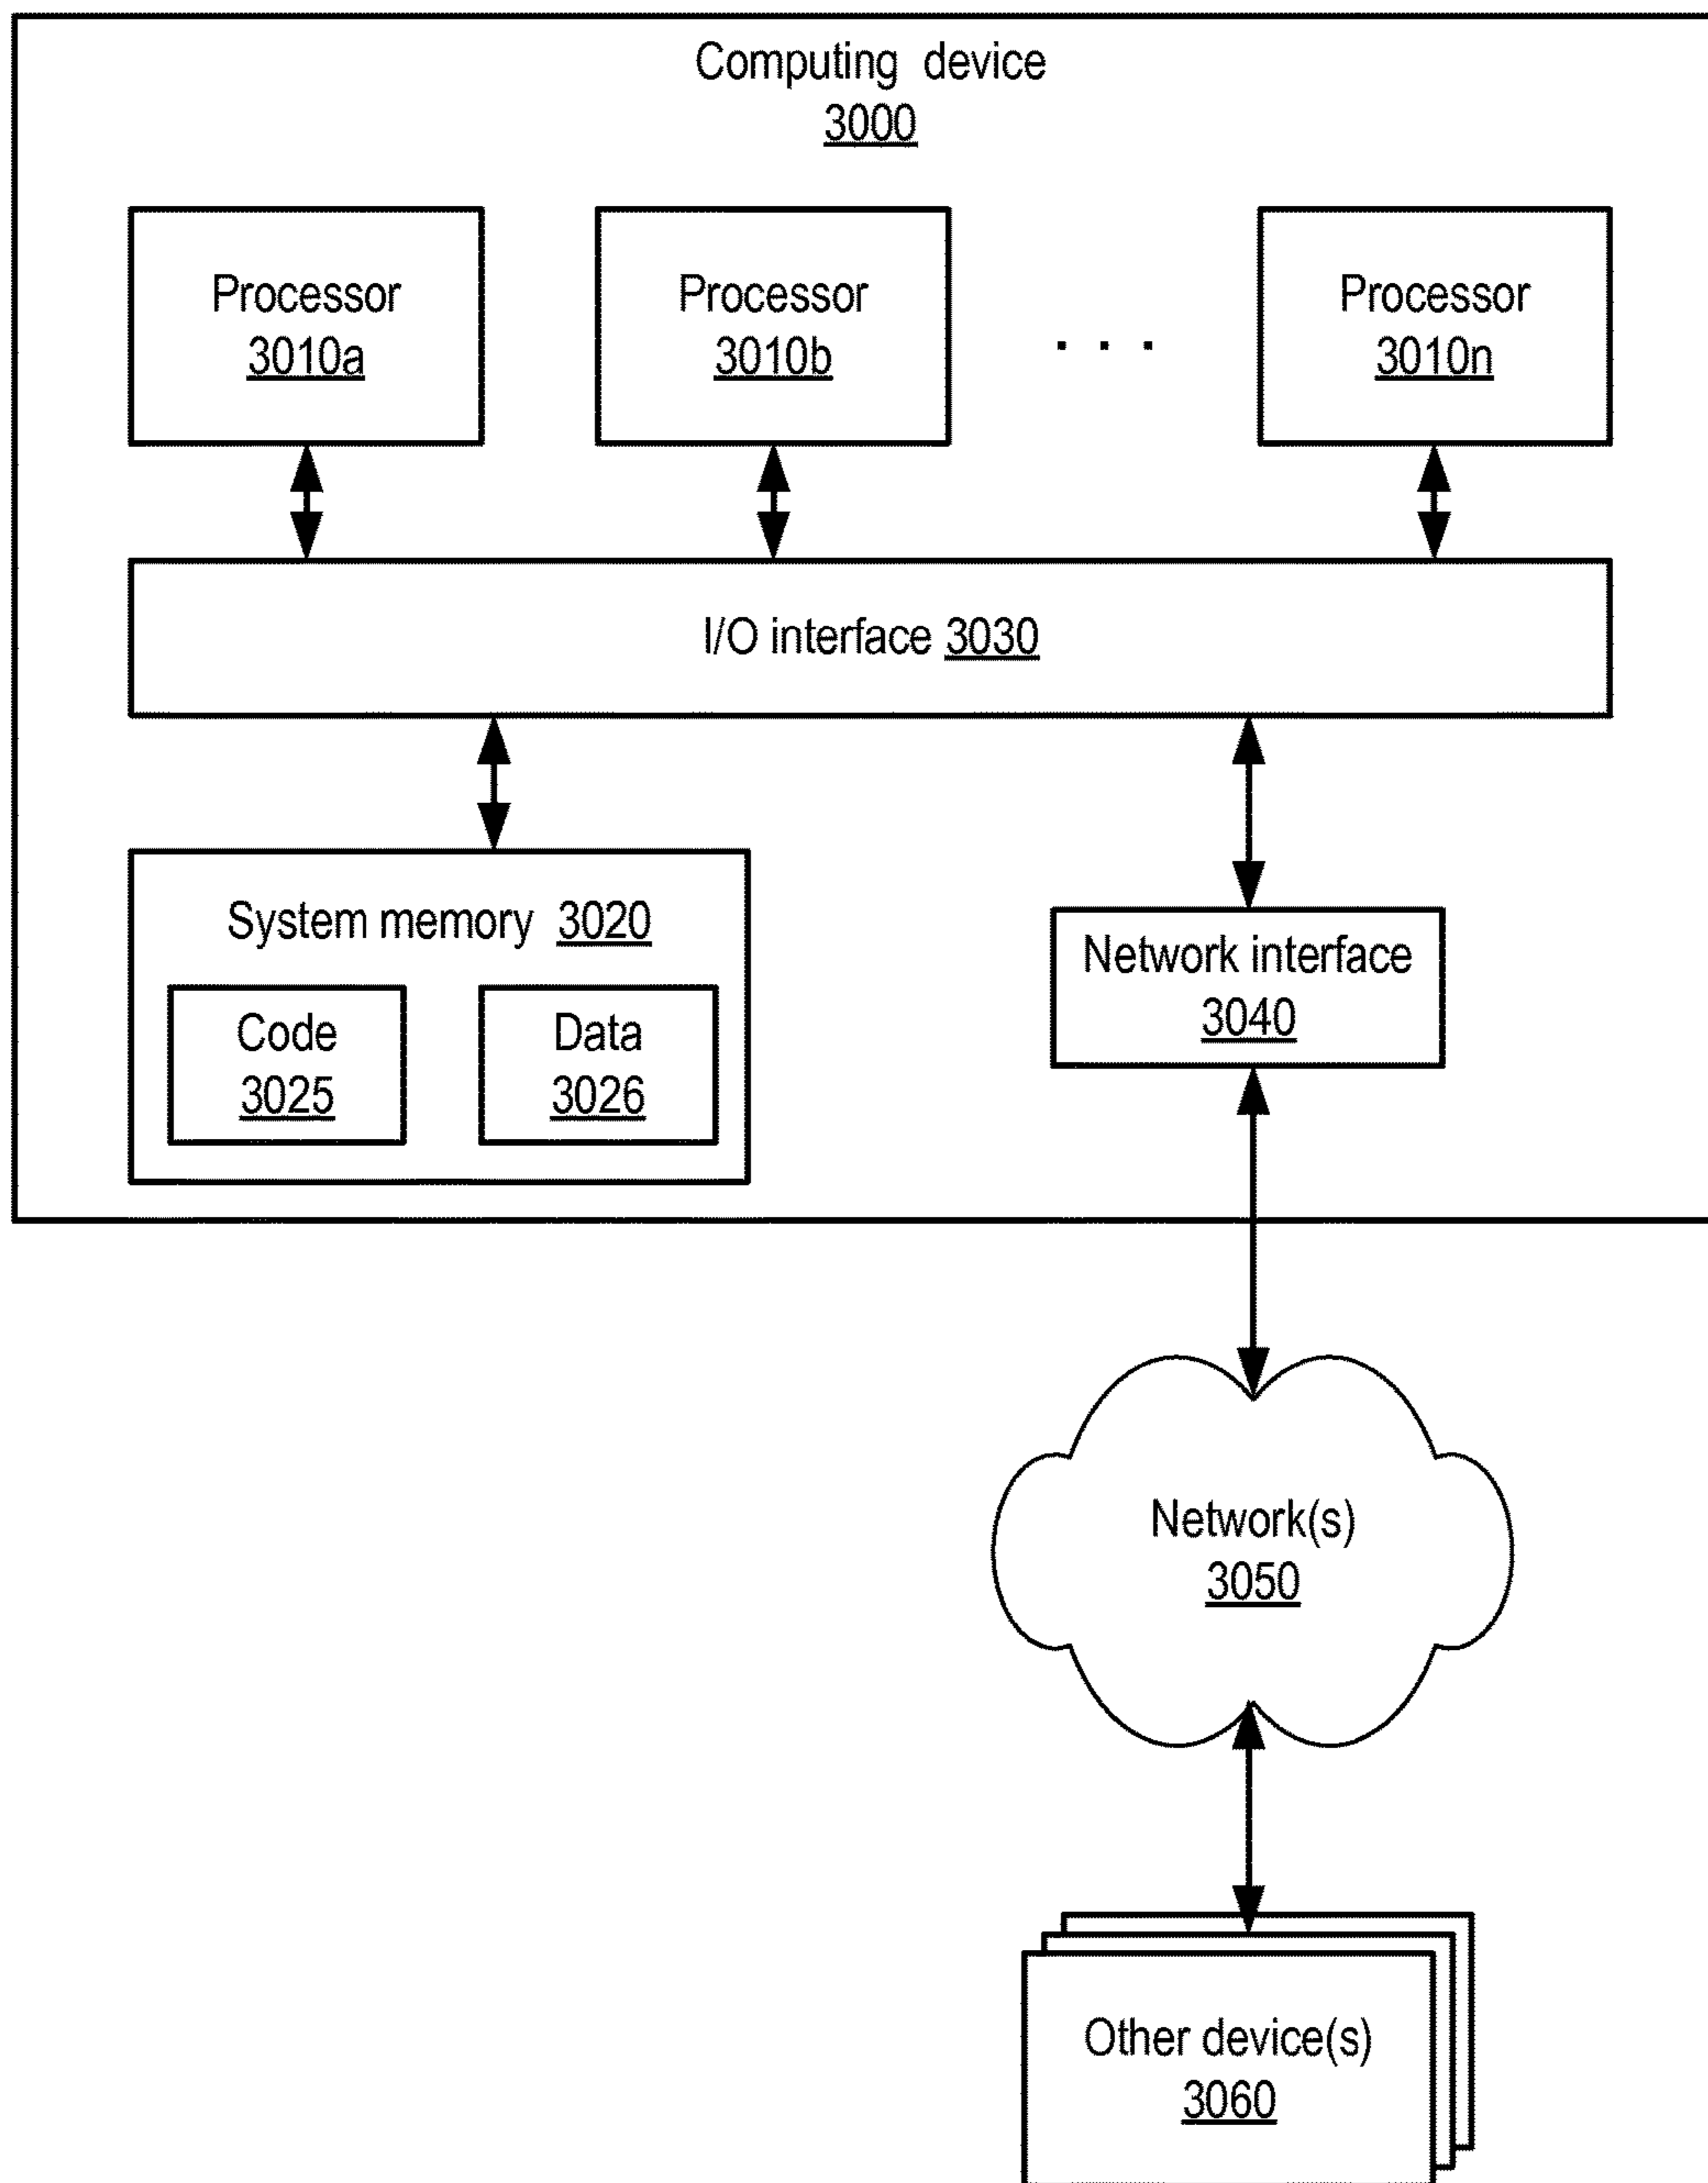 Computing device
3000
Processor
3010a
Processor
3010b
. . .
Processor
3010n
I/O interface 3030
System memory 3020
Code
3025
Data
3026
Network interface
3040
Network(s)
3050
Other device(s)
3060